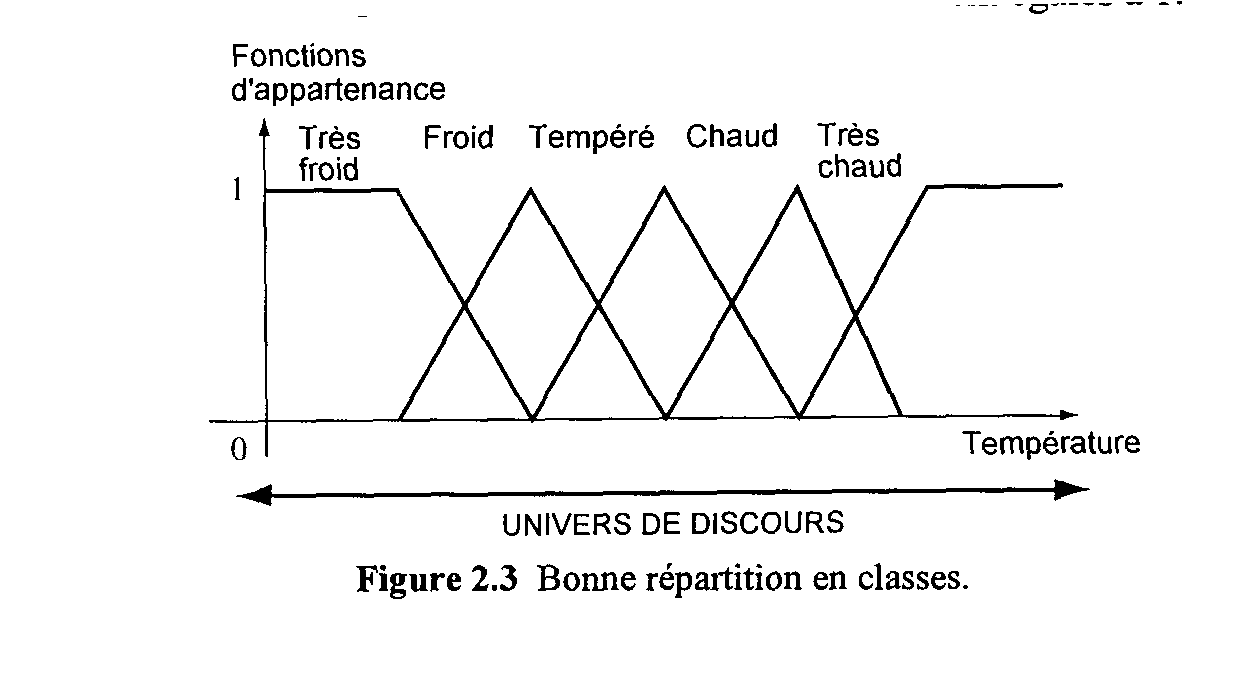 Fonctions
d'appartenance
Très
froid
Froid
Tempéré
Chaud
Très
chaud
1
0
Température
UNIVERS DE DISCOURS
Figure 2.3 Bonne répartition en classes.